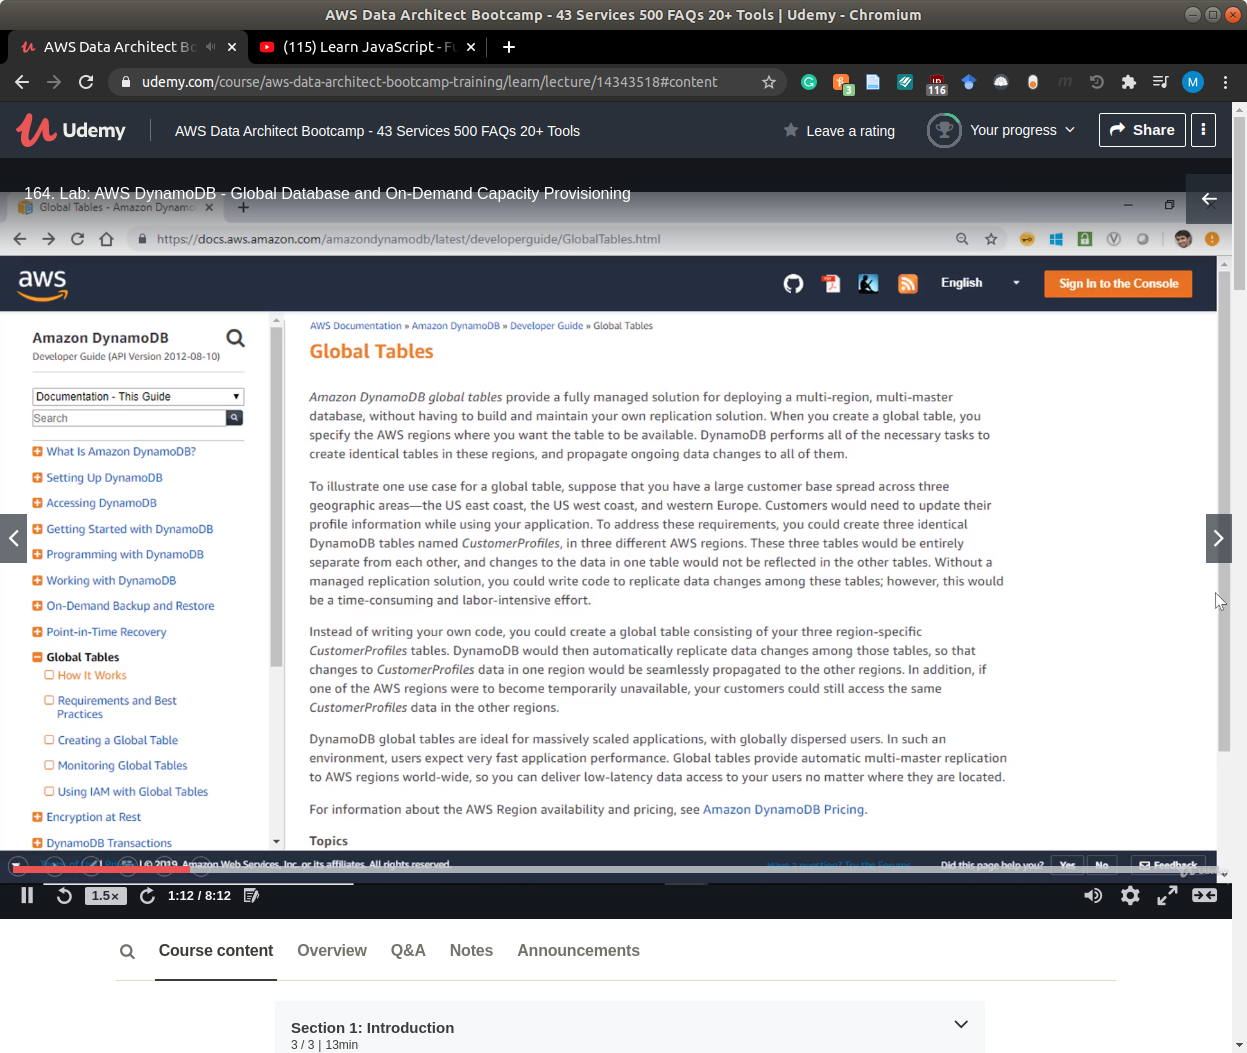 AWS Data Architect Bootcamp - 43 Services 500 FAQs 20+ Tools | Udemy - Chromium
AWS Data Architect Bo
(115) Learn JavaScript - Fu
udemy.com/course/aws-data-architect-bootcamp-training/learn/lecture/14343518#content
3
116
m
M
Udemy
AWS Data Architect Bootcamp - 43 Services 500 FAQs 20+ Tools
Leave a rating
Your progress
Share
164. Lab: AWS DynamoDB - Global Database and On-Demand Capacity Provisioning
Global Tables - Amazon Dynamo
https://docs.aws.amazon.com/amazondynamodb/latest/developerguide/GlobalTables.html
aws
English
Sign In to the Console
Amazon DynamoDB
Developer Guide (API Version 2012-08-10)
Documentation - This Guide
Search
What Is Amazon DynamoDB?
Setting Up DynamoDB
Accessing DynamoDB
Getting Started with DynamoDB
Programming with DynamoDB
Working with DynamoDB
On-Demand Backup and Restore
Point-in-Time Recovery
Global Tables
How It Works
Requirements and Best
Practices
Creating a Global Table
Monitoring Global Tables
Using IAM with Global Tables
Encryption at Rest
DynamoDB Transactions
AWS Documentation » Amazon DynamoDB » Developer Guide » Global Tables
Global Tables
Amazon DynamoDB global tables provide a fully managed solution for deploying a multi-region, multi-master
database, without having to build and maintain your own replication solution. When you create a global table, you
specify the AWS regions where you want the table to be available. DynamoDB performs all of the necessary tasks to
create identical tables in these regions, and propagate ongoing data changes to all of them.
To illustrate one use case for a global table, suppose that you have a large customer base spread across three
geographic areas—the US east coast, the US west coast, and western Europe. Customers would need to update their
profile information while using your application. To address these requirements, you could create three identical
DynamoDB tables named CustomerProfiles, in three different AWS regions. These three tables would be entirely
separate from each other, and changes to the data in one table would not be reflected in the other tables. Without a
managed replication solution, you could write code to replicate data changes among these tables; however, this would
be a time-consuming and labor-intensive effort.
Instead of writing your own code, you could create a global table consisting of your three region-specific
CustomerProfiles tables. DynamoDB would then automatically replicate data changes among those tables, so that
changes to CustomerProfiles data in one region would be seamlessly propagated to the other regions. In addition, if
one of the AWS regions were to become temporarily unavailable, your customers could still access the same
CustomerProfiles data in the other regions.
DynamoDB global tables are ideal for massively scaled applications, with globally dispersed users. In such an
environment, users expect very fast application performance. Global tables provide automatic multi-master replication
to AWS regions world-wide, so you can deliver low-latency data access to your users no matter where they are located.
For information about the AWS Region availability and pricing, see Amazon DynamoDB Pricing.
Topics
| © 2019, Amazon Web Services, Inc. or its affiliates. All rights reserved.
Have a question? Try the Forums
Did this page help you?
Yes
No
Feedback
1.5×
1:12 / 8:12
Course content
Overview
Q&A
Notes
Announcements
Section 1: Introduction
3 / 3 | 13min